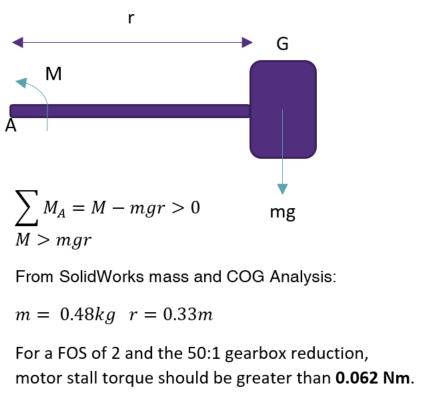 r
G
M
A
mg
∑ M_A = M − mgr > 0
M > mgr
From SolidWorks mass and COG Analysis:
m = 0.48kg r = 0.33m
For a FOS of 2 and the 50:1 gearbox reduction,
motor stall torque should be greater than 0.062 Nm.